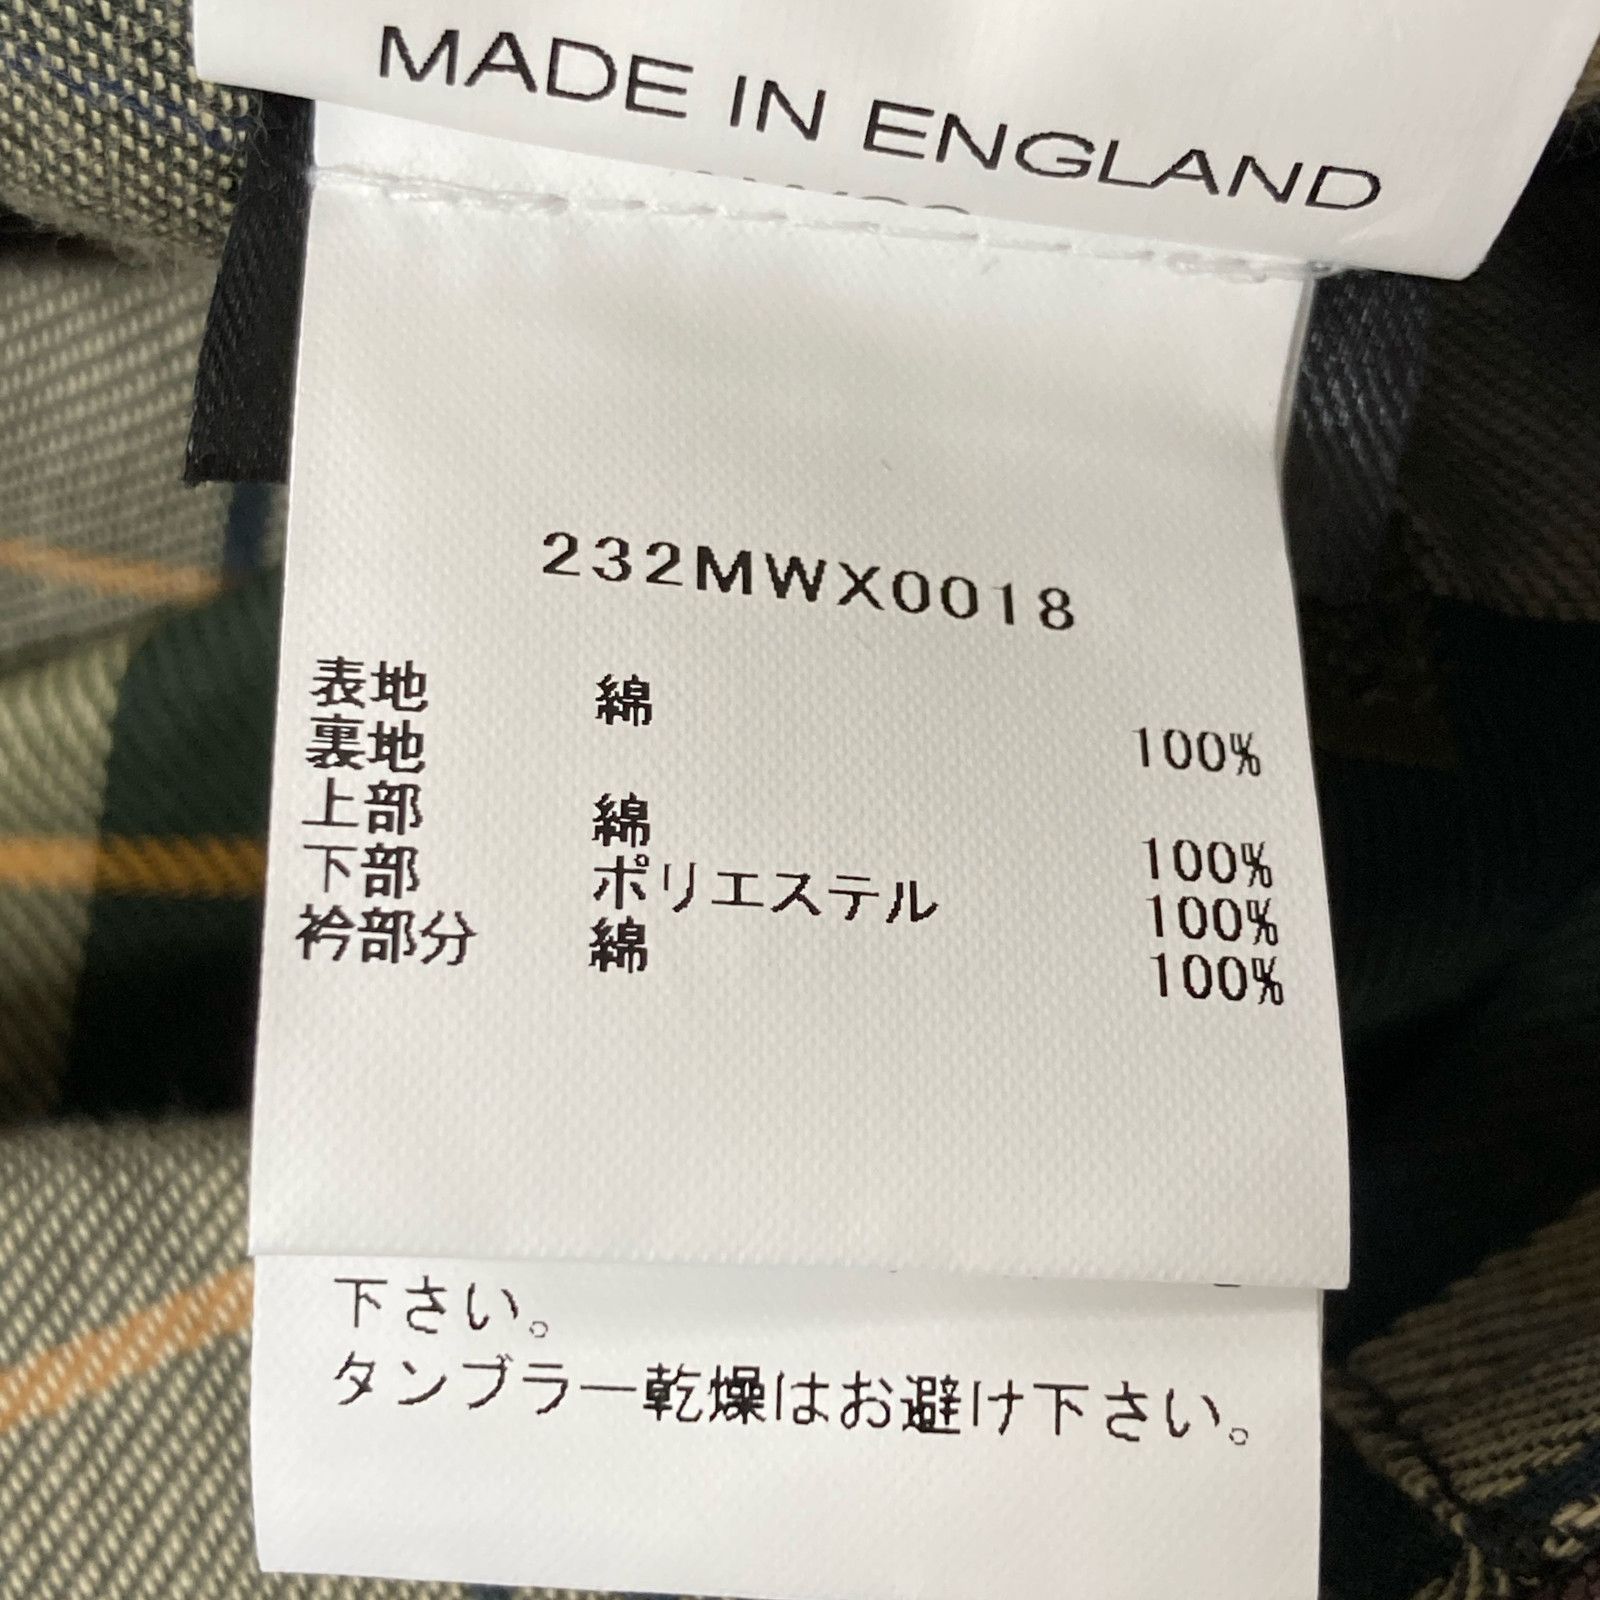 MADE IN ENGLAND
232MWX0018
表地 綿 100%
裏地
上部 綿 100%
下部 ポリエステル 100%
衿部分 綿 100%
下さい。
タンブラー乾燥はお避け下さい。